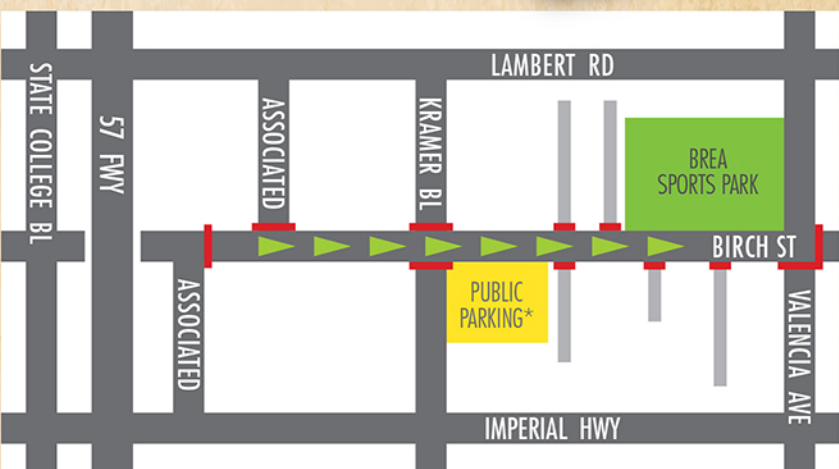 LAMBERT RD
STATE COLLEGE BL
57 FWY
ASSOCIATED
KRAMER BL
BREA
SPORTS PARK
BIRCH ST
ASSOCIATED
PUBLIC
PARKING*
VALENCIA AVE
IMPERIAL HWY